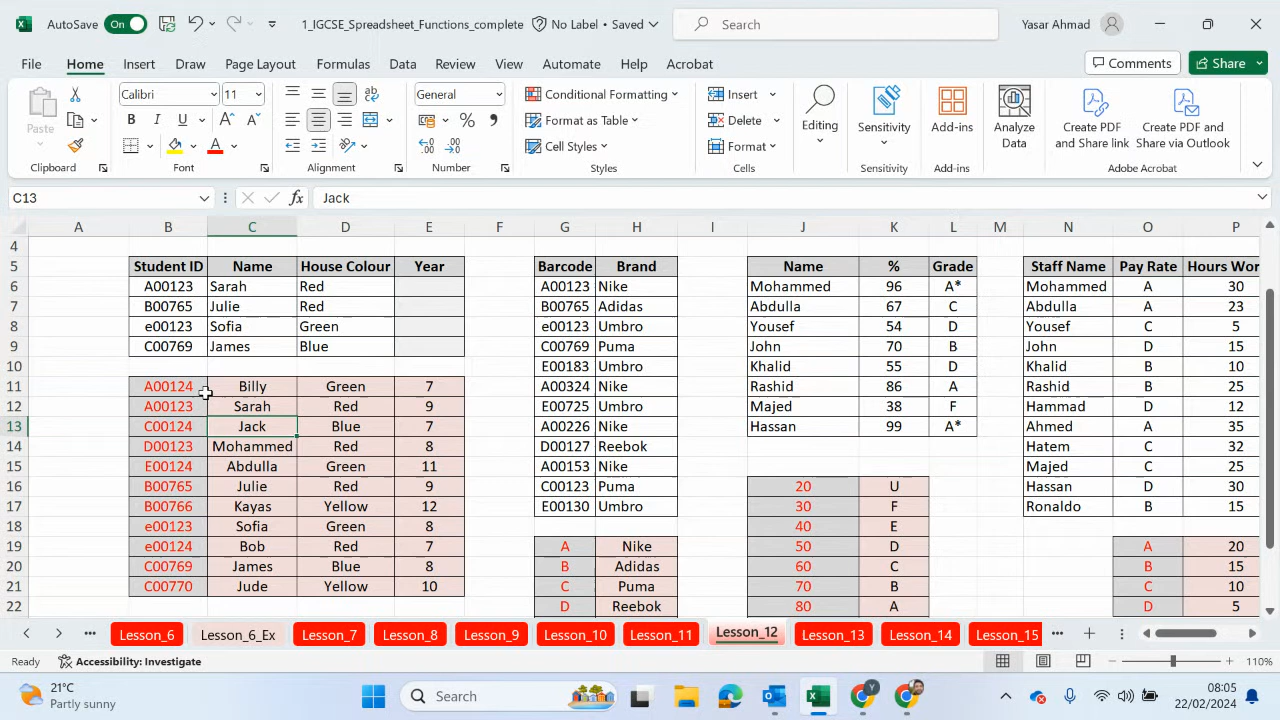 AutoSave On 1_IGCSE_Spreadsheet_Functions_complete No Label • Saved Search Yasar Ahmad
File Home Insert Draw Page Layout Formulas Data Review View Automate Help Acrobat Comments Share
Paste Calibri 11 General Conditional Formatting Insert Editing Sensitivity Add-ins Analyze Data Create PDF and Share link Create PDF and Share via Outlook
B I U Format as Table Delete
Cell Styles Format
Clipboard Font Alignment Number Styles Cells Sensitivity Add-ins Adobe Acrobat
C13 fx Jack
A B C D E F G H I J K L M N O P
4
5 Student ID Name House Colour Year Barcode Brand Name % Grade Staff Name Pay Rate Hours Wor
6 A00123 Sarah Red A00123 Nike Mohammed 96 A* Mohammed A 30
7 B00765 Julie Red B00765 Adidas Abdulla 67 C Abdulla A 23
8 e00123 Sofia Green e00123 Umbro Yousef 54 D Yousef C 5
9 C00769 James Blue C00769 Puma John 70 B John D 15
10 E00183 Umbro Khalid 55 D Khalid B 10
11 A00124 Billy Green 7 A00324 Nike Rashid 86 A Rashid B 25
12 A00123 Sarah Red 9 E00725 Umbro Majed 38 F Hammad D 12
13 C00124 Jack Blue 7 A00226 Nike Hassan 99 A* Ahmed A 35
14 D00123 Mohammed Red 8 D00127 Reebok Hatem C 32
15 E00124 Abdulla Green 11 A00153 Nike Majed C 25
16 B00765 Julie Red 9 C00123 Puma 20 U Hassan D 30
17 B00766 Kayas Yellow 12 E00130 Umbro 30 F Ronaldo B 15
18 e00123 Sofia Green 8 40 E
19 e00124 Bob Red 7 A Nike 50 D A 20
20 C00769 James Blue 8 B Adidas 60 C B 15
21 C00770 Jude Yellow 10 C Puma 70 B C 10
22 D Reebok 80 A D 5
Lesson_6 Lesson_6_Ex Lesson_7 Lesson_8 Lesson_9 Lesson_10 Lesson_11 Lesson_12 Lesson_13 Lesson_14 Lesson_15
Ready Accessibility: Investigate 110%
21°C Search 08:05
Partly sunny 22/02/2024